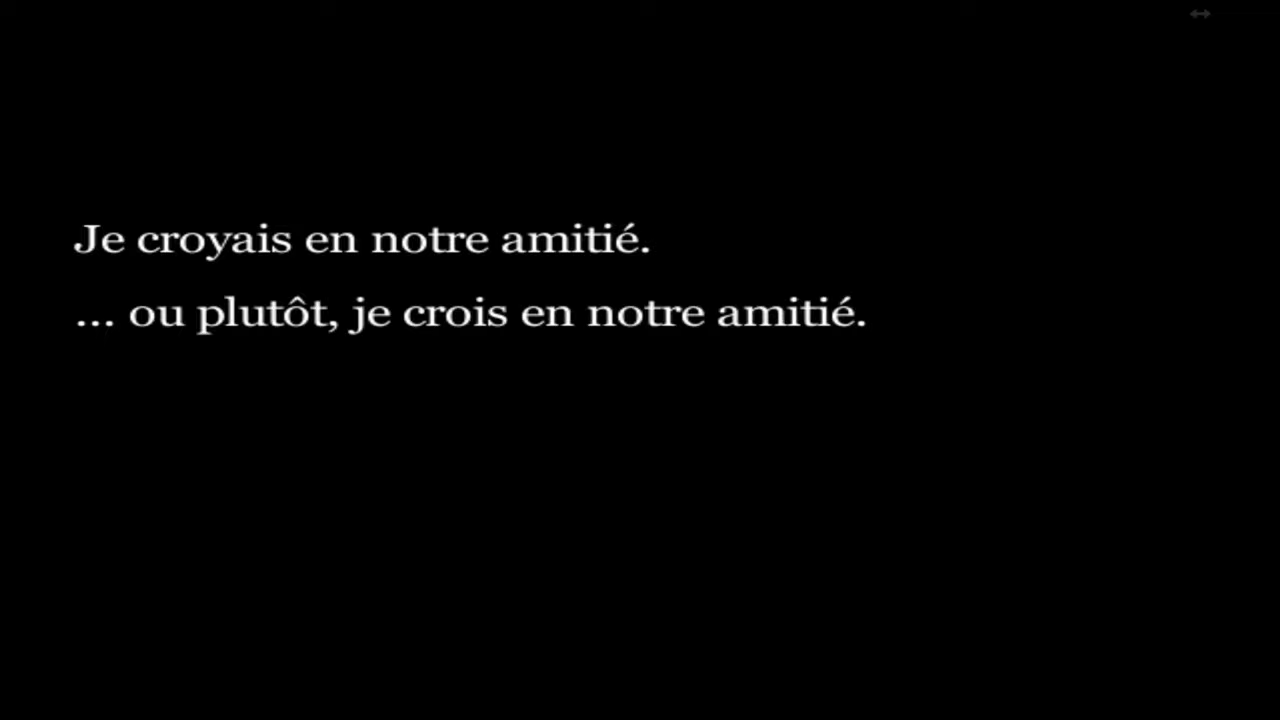 Je croyais en notre amitié.
... ou plutôt, je crois en notre amitié.